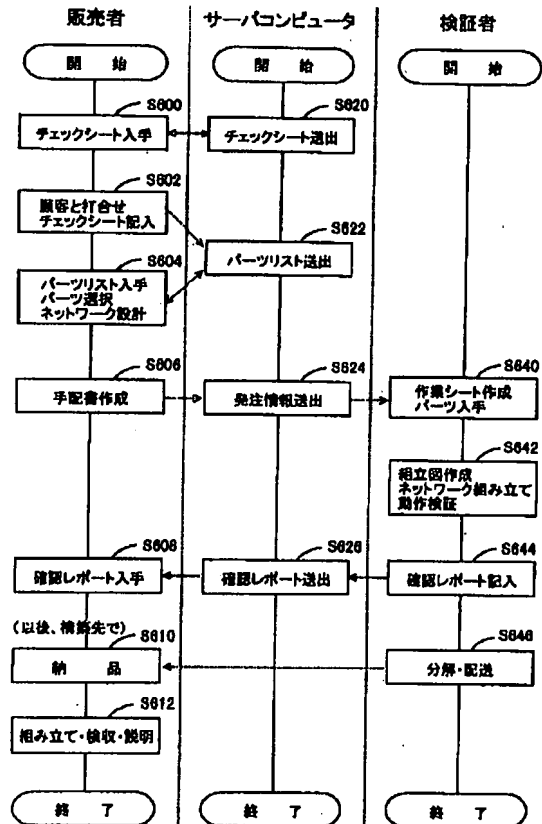 販売者
サーバコンピュータ
検証者
開 始
開 始
開 始
S600
チェックシート入手
S620
チェックシート送出
S602
顧客と打合せ
チェックシート記入
S622
パーツリスト送出
S604
パーツリスト入手
パーツ選択
ネットワーク設計
S606
手配書作成
S624
発注情報送出
S640
作業シート作成
パーツ入手
S642
組立図作成
ネットワーク組み立て
動作検証
S608
確認レポート入手
S626
確認レポート送出
S644
確認レポート記入
(以後、構築先で)
S610
納 品
S646
分解・配送
S612
組み立て・検収・説明
終 了
終 了
終 了